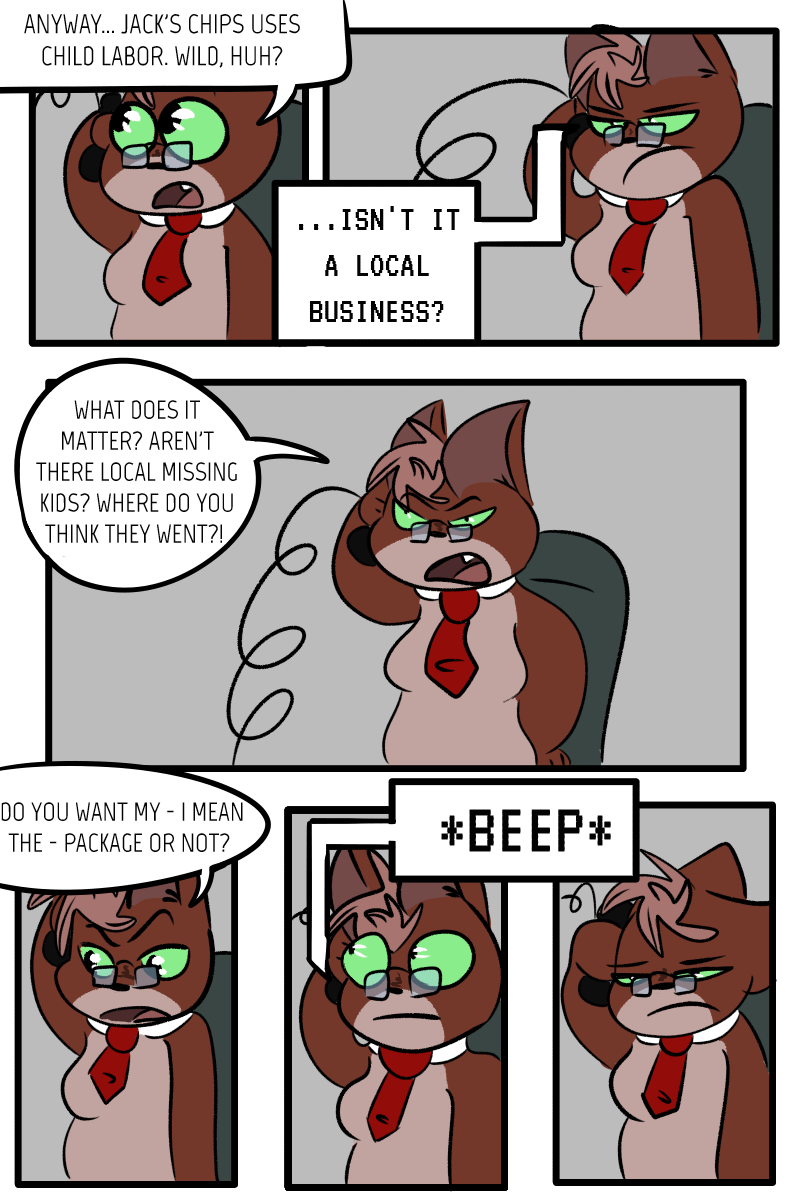 ANYWAY... JACK'S CHIPS USES
CHILD LABOR. WILD, HUH?
...ISN'T IT
A LOCAL
BUSINESS?
WHAT DOES IT
MATTER? AREN'T
THERE LOCAL MISSING
KIDS? WHERE DO YOU
THINK THEY WENT?!
DO YOU WANT MY - I MEAN
THE - PACKAGE OR NOT?
*BEEP*